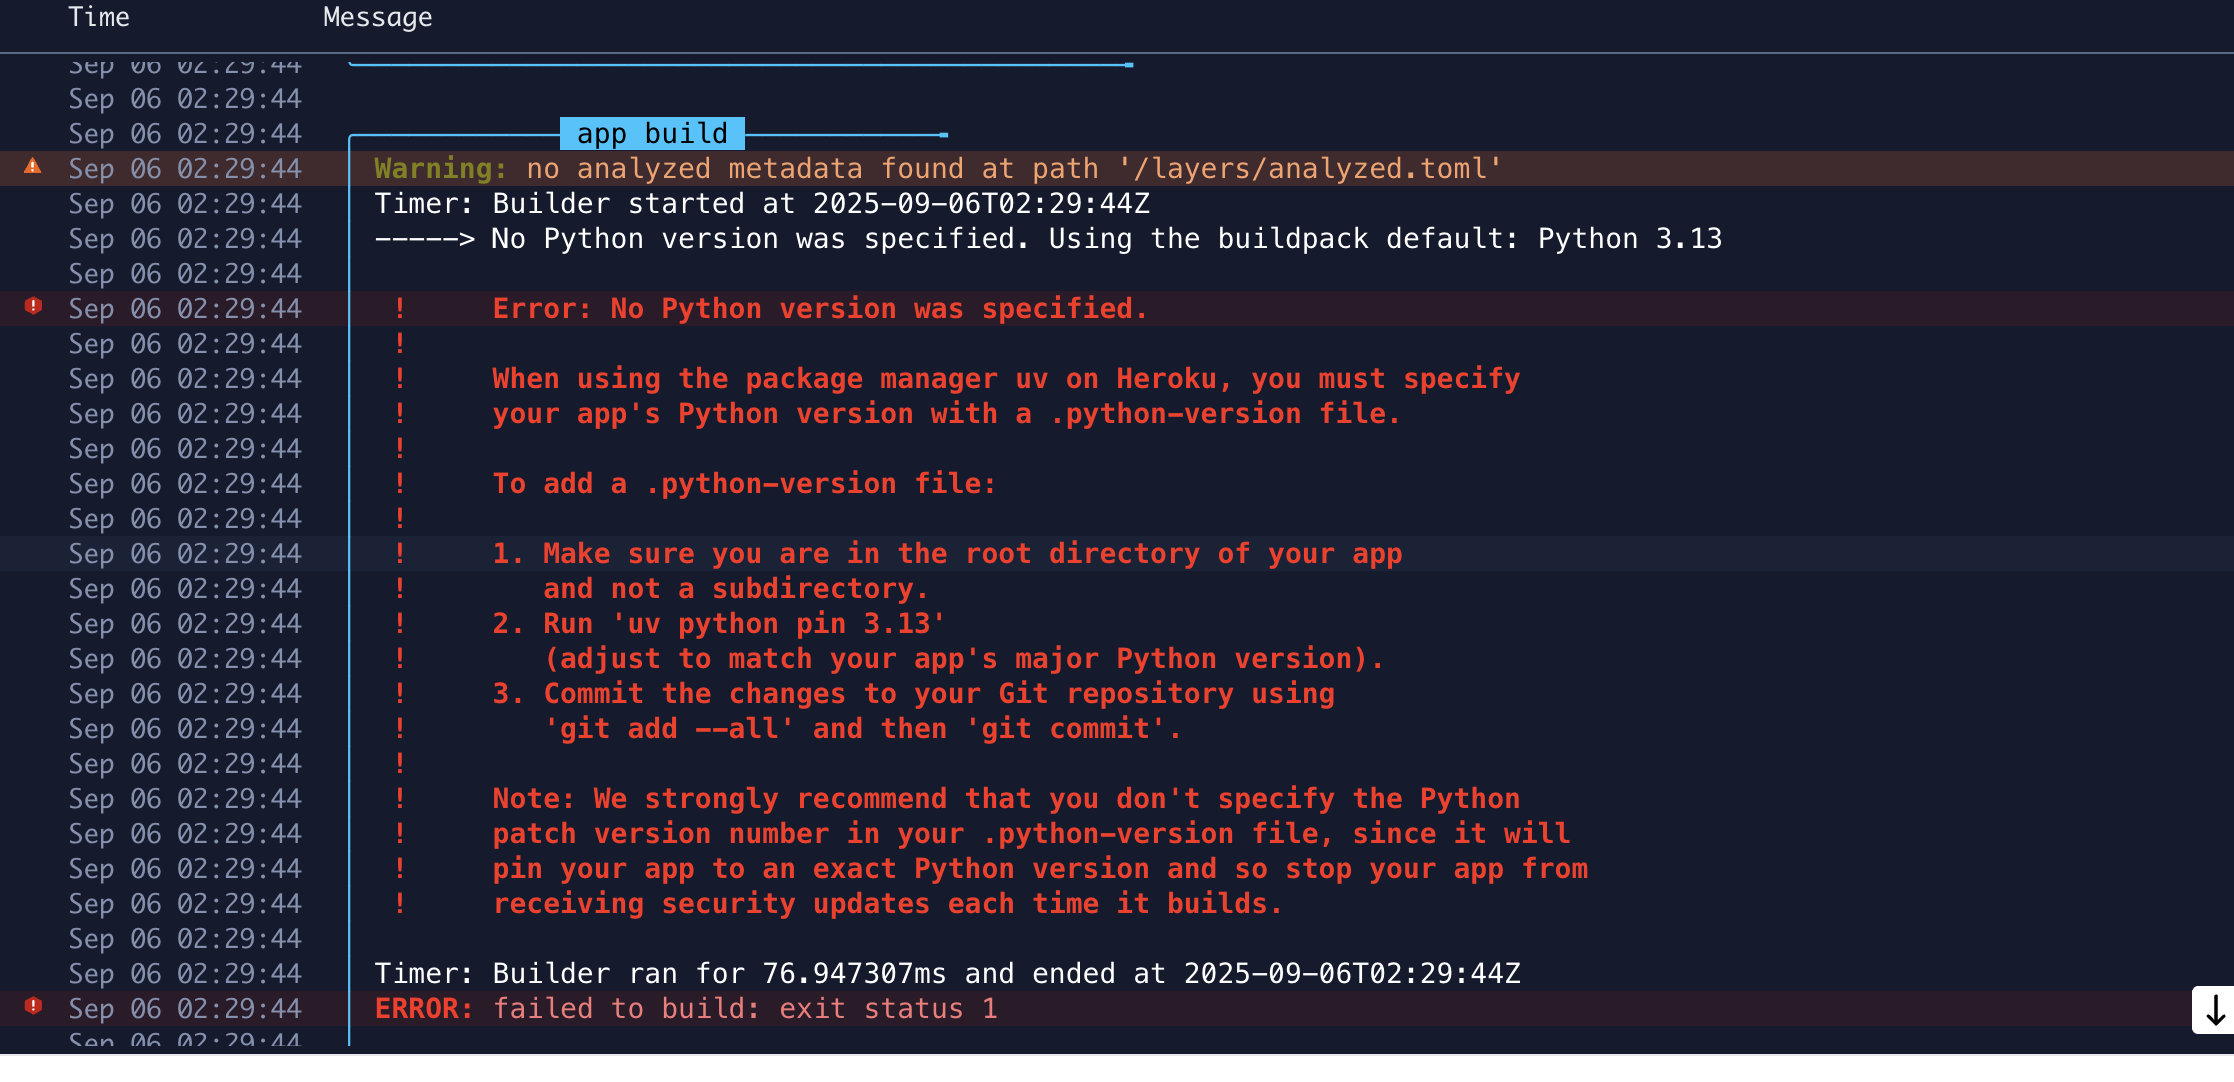 Time Message
Sep 06 02:29:44
Sep 06 02:29:44
Sep 06 02:29:44 app build
Sep 06 02:29:44 Warning: no analyzed metadata found at path '/layers/analyzed.toml'
Sep 06 02:29:44 Timer: Builder started at 2025-09-06T02:29:44Z
Sep 06 02:29:44 -----> No Python version was specified. Using the buildpack default: Python 3.13
Sep 06 02:29:44
Sep 06 02:29:44 ! Error: No Python version was specified.
Sep 06 02:29:44 !
Sep 06 02:29:44 ! When using the package manager uv on Heroku, you must specify
Sep 06 02:29:44 ! your app's Python version with a .python-version file.
Sep 06 02:29:44 !
Sep 06 02:29:44 ! To add a .python-version file:
Sep 06 02:29:44 !
Sep 06 02:29:44 ! 1. Make sure you are in the root directory of your app
Sep 06 02:29:44 ! and not a subdirectory.
Sep 06 02:29:44 ! 2. Run 'uv python pin 3.13'
Sep 06 02:29:44 ! (adjust to match your app's major Python version).
Sep 06 02:29:44 ! 3. Commit the changes to your Git repository using
Sep 06 02:29:44 ! 'git add --all' and then 'git commit'.
Sep 06 02:29:44 !
Sep 06 02:29:44 ! Note: We strongly recommend that you don't specify the Python
Sep 06 02:29:44 ! patch version number in your .python-version file, since it will
Sep 06 02:29:44 ! pin your app to an exact Python version and so stop your app from
Sep 06 02:29:44 ! receiving security updates each time it builds.
Sep 06 02:29:44
Sep 06 02:29:44 Timer: Builder ran for 76.947307ms and ended at 2025-09-06T02:29:44Z
Sep 06 02:29:44 ERROR: failed to build: exit status 1
Sep 06 02:29:44